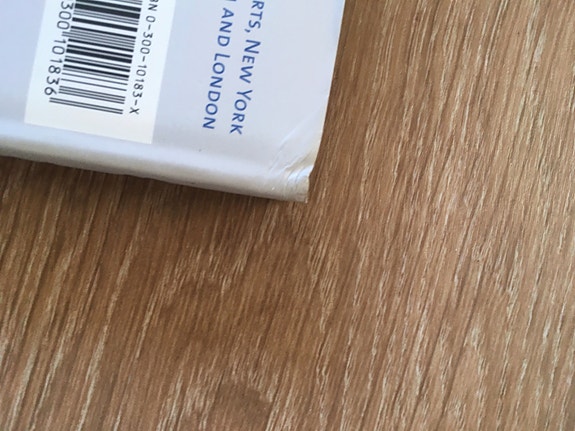 N 0-300-10183-X
300101836
RTS, NEW YORK
AND LONDON